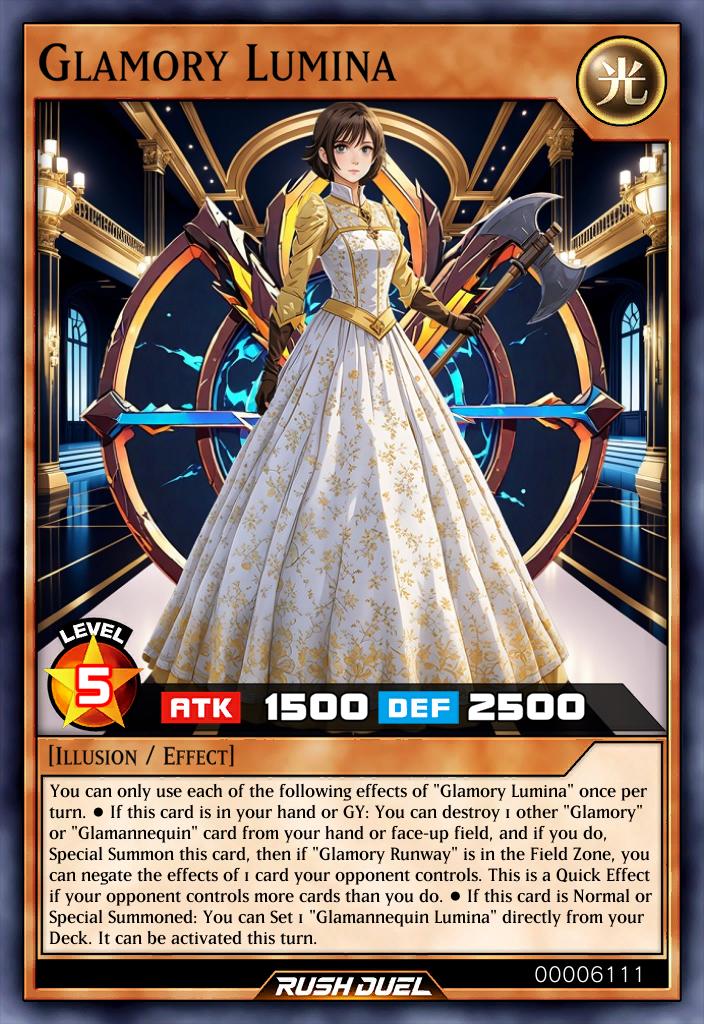 Glamory Lumina
光
LEVEL
5
ATK 1500 DEF 2500
[Illusion / Effect]
You can only use each of the following effects of "Glamory Lumina" once per
turn. ● If this card is in your hand or GY: You can destroy 1 other "Glamory"
or "Glamannequin" card from your hand or face-up field, and if you do,
Special Summon this card, then if "Glamory Runway" is in the Field Zone, you
can negate the effects of 1 card your opponent controls. This is a Quick Effect
if your opponent controls more cards than you do. ● If this card is Normal or
Special Summoned: You can Set 1 "Glamannequin Lumina" directly from your
Deck. It can be activated this turn.
00006111
RUSH DUEL